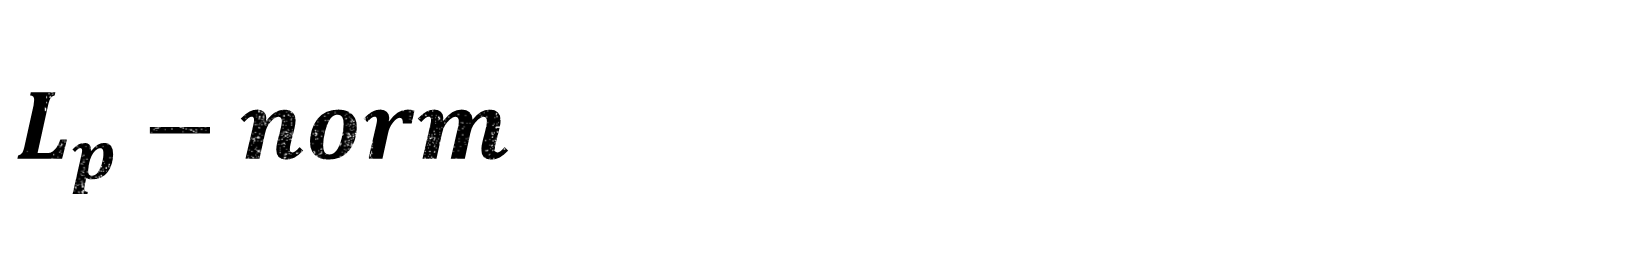 Lₚ – norm